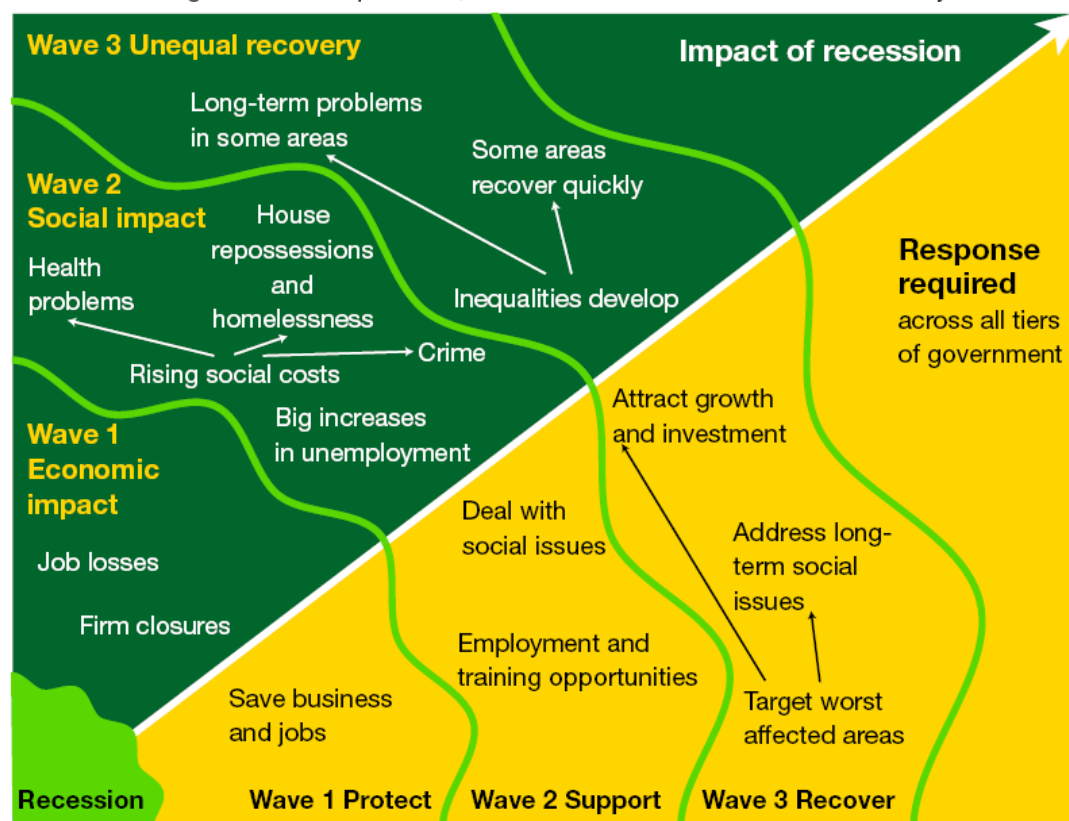 Wave 3 Unequal recovery
Impact of recession
Long-term problems
in some areas
Some areas
recover quickly
Inequalities develop
Wave 2
Social impact
House
repossessions
and
homelessness
Health
problems
Crime
Rising social costs
Big increases
in unemployment
Wave 1
Economic
impact
Job losses
Firm closures
Recession
Response
required
across all tiers
of government
Attract growth
and investment
Deal with
social issues
Address long-
term social
issues
Employment and
training opportunities
Target worst
affected areas
Save business
and jobs
Wave 1 Protect
Wave 2 Support
Wave 3 Recover